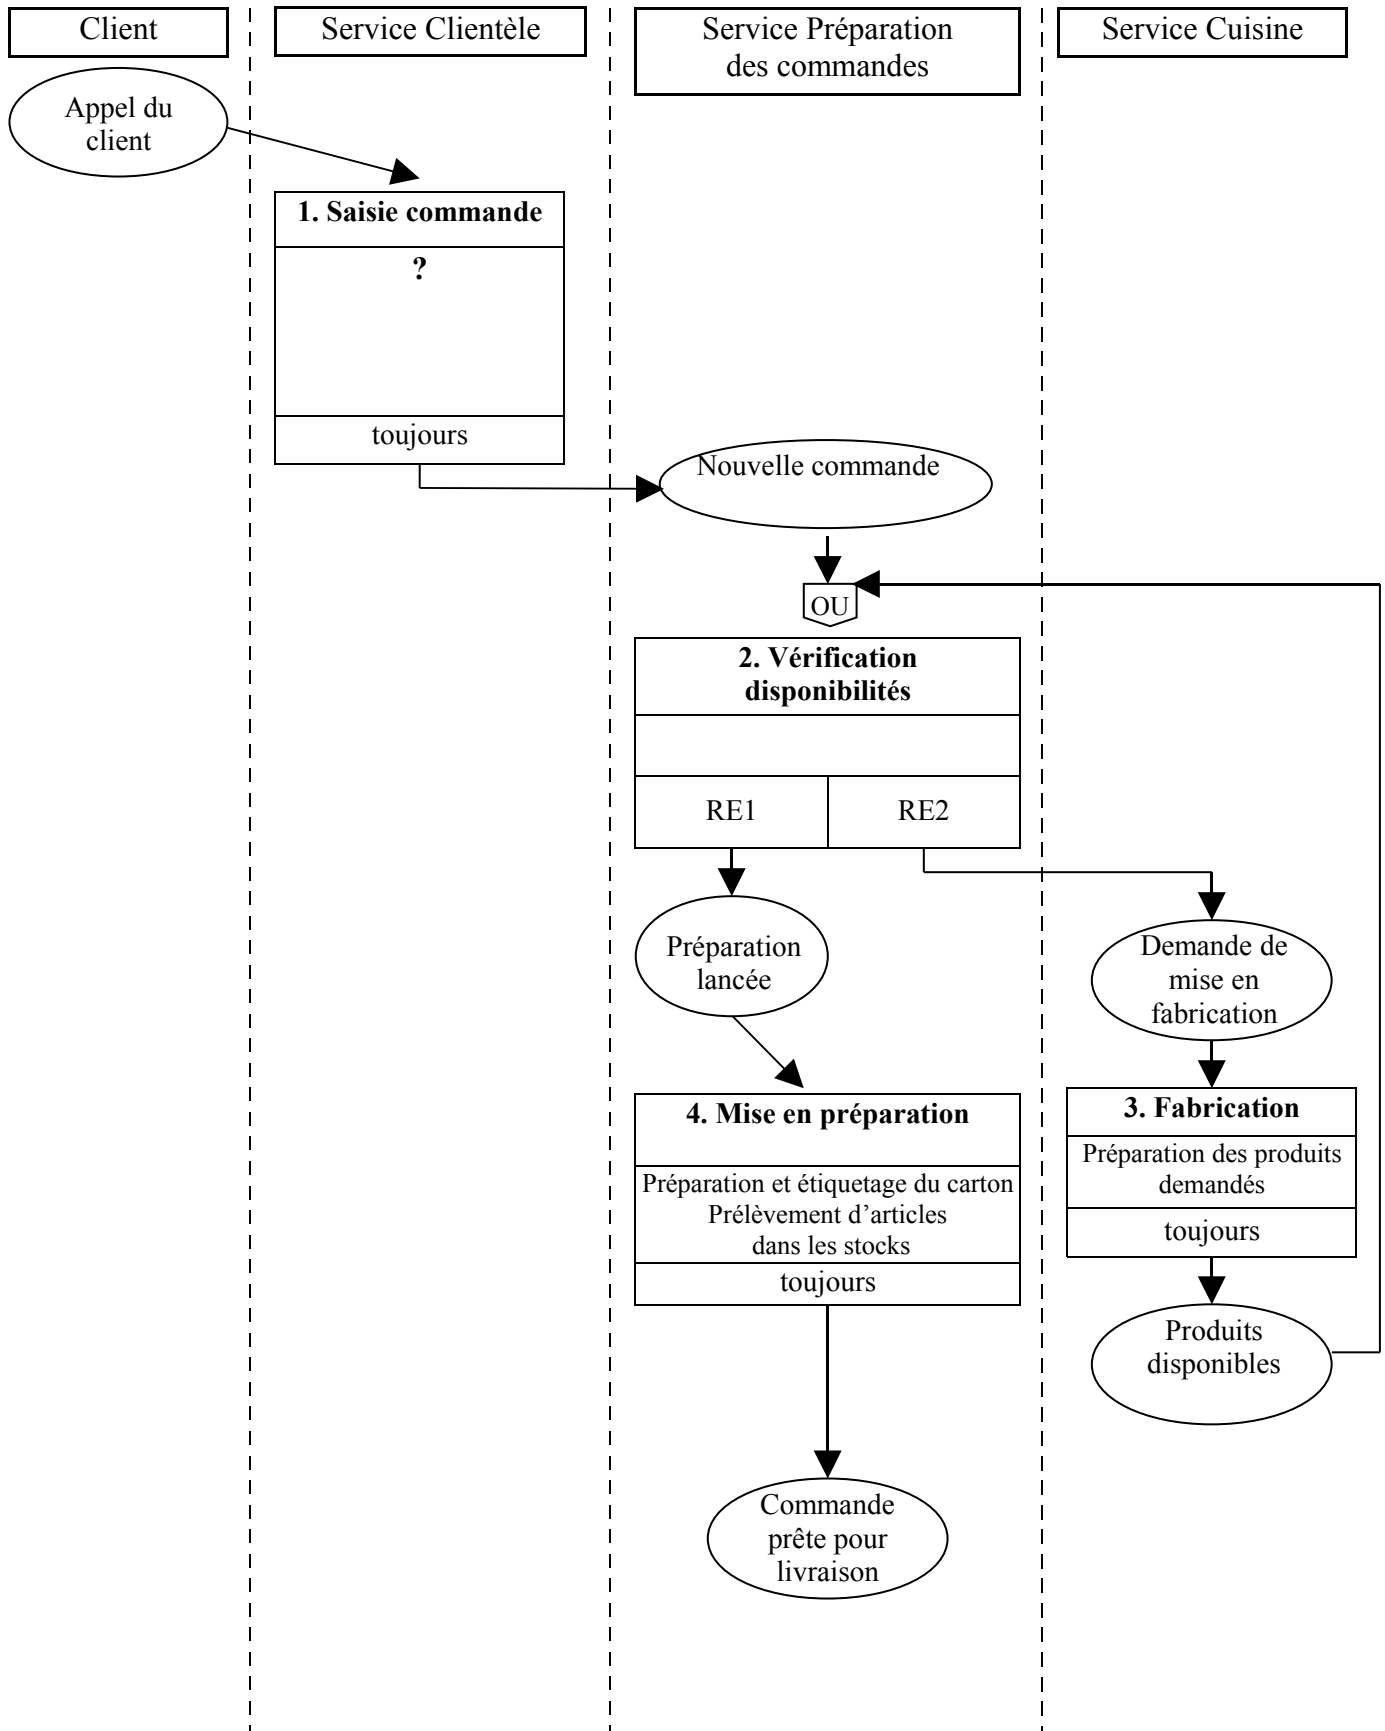 Client
Service Clientèle
Service Préparation
des commandes
Service Cuisine
Appel du
client
1. Saisie commande
?
toujours
Nouvelle commande
OU
2. Vérification
disponibilités
RE1
RE2
Préparation
lancée
Demande de
mise en
fabrication
4. Mise en préparation
Préparation et étiquetage du carton
Prélèvement d’articles
dans les stocks
toujours
3. Fabrication
Préparation des produits
demandés
toujours
Produits
disponibles
Commande
prête pour
livraison